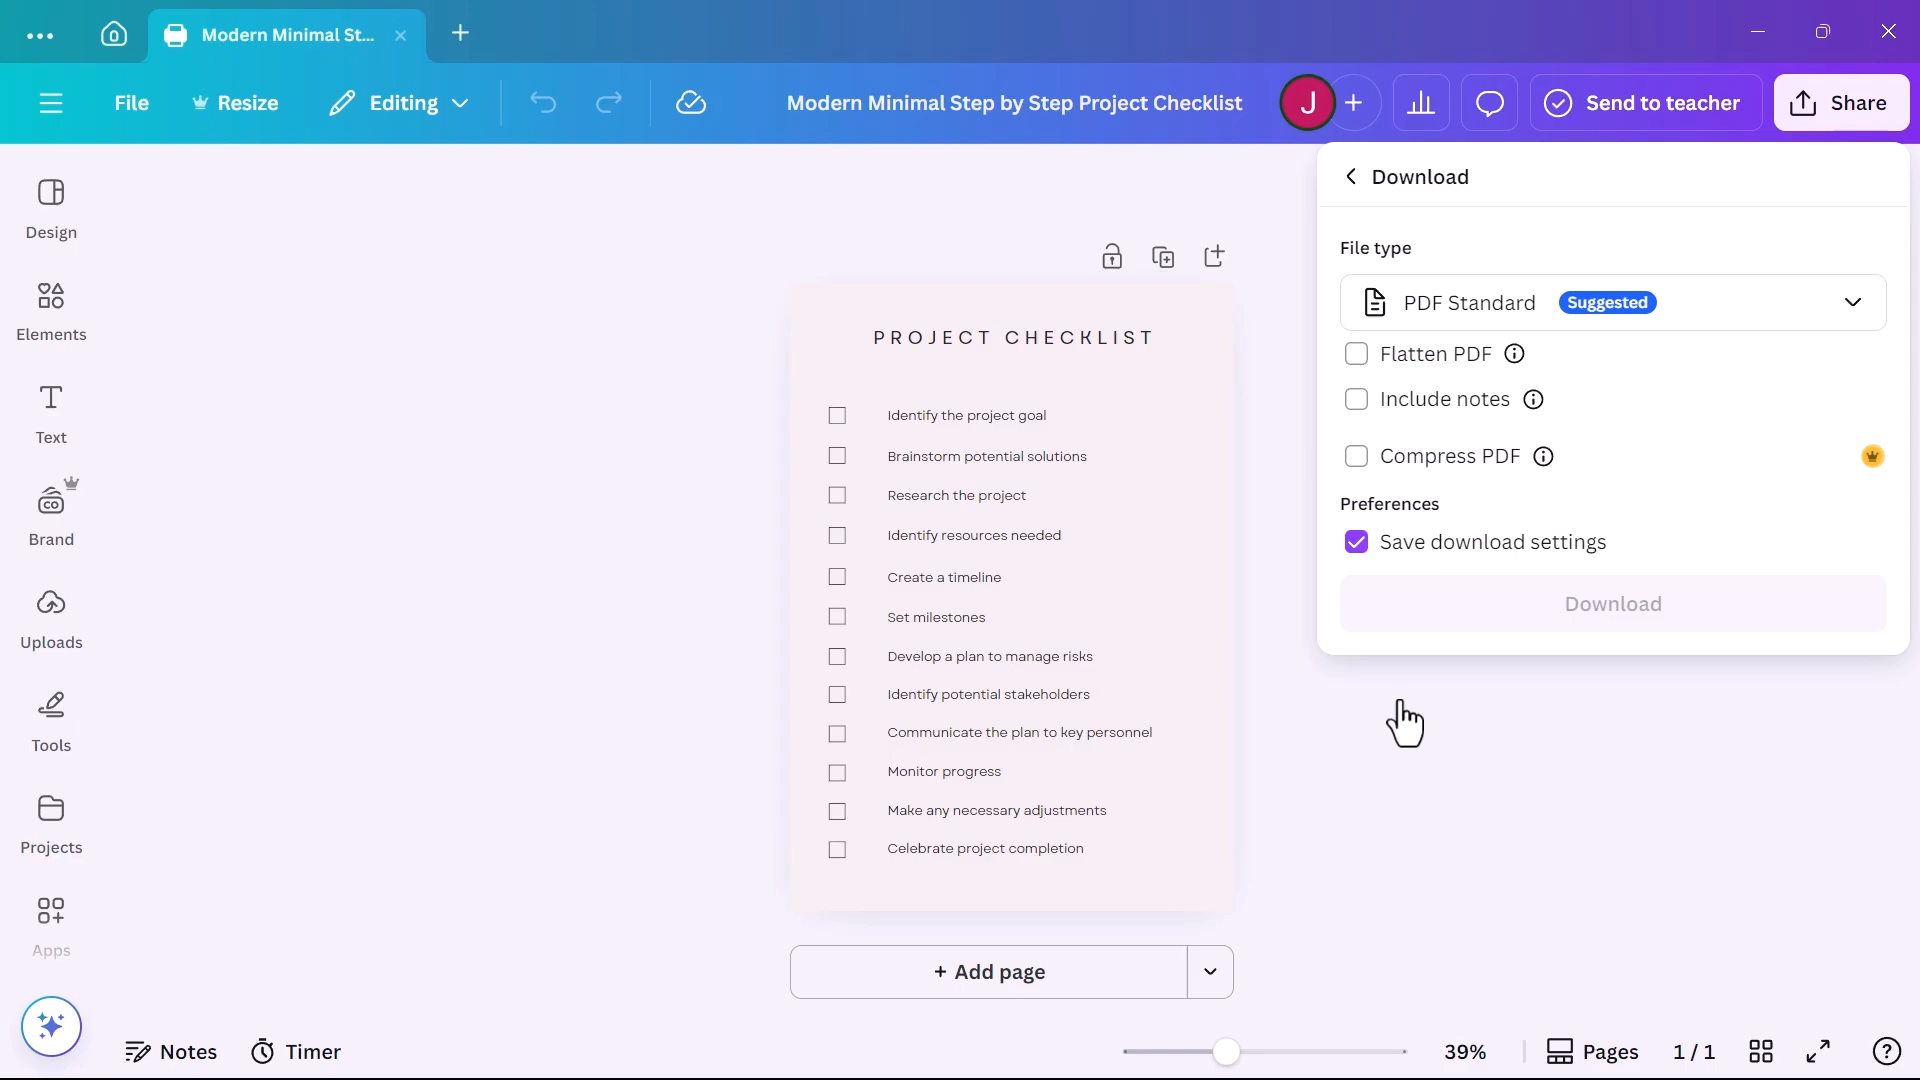 Modern Minimal St...
File
Resize
Editing
Modern Minimal Step by Step Project Checklist
J
Send to teacher
Share
Design
Elements
Text
CO
Brand
Uploads
Tools
Projects
Apps
PROJECT CHECKLIST
Identify the project goal
Brainstorm potential solutions
Research the project
Identify resources needed
Create a timeline
Set milestones
Develop a plan to manage risks
Identify potential stakeholders
Communicate the plan to key personnel
Monitor progress
Make any necessary adjustments
Celebrate project completion
+ Add page
Download
File type
PDF Standard Suggested
Flatten PDF
Include notes
Compress PDF
Preferences
Save download settings
Download
Notes
Timer
39%
Pages
1 / 1